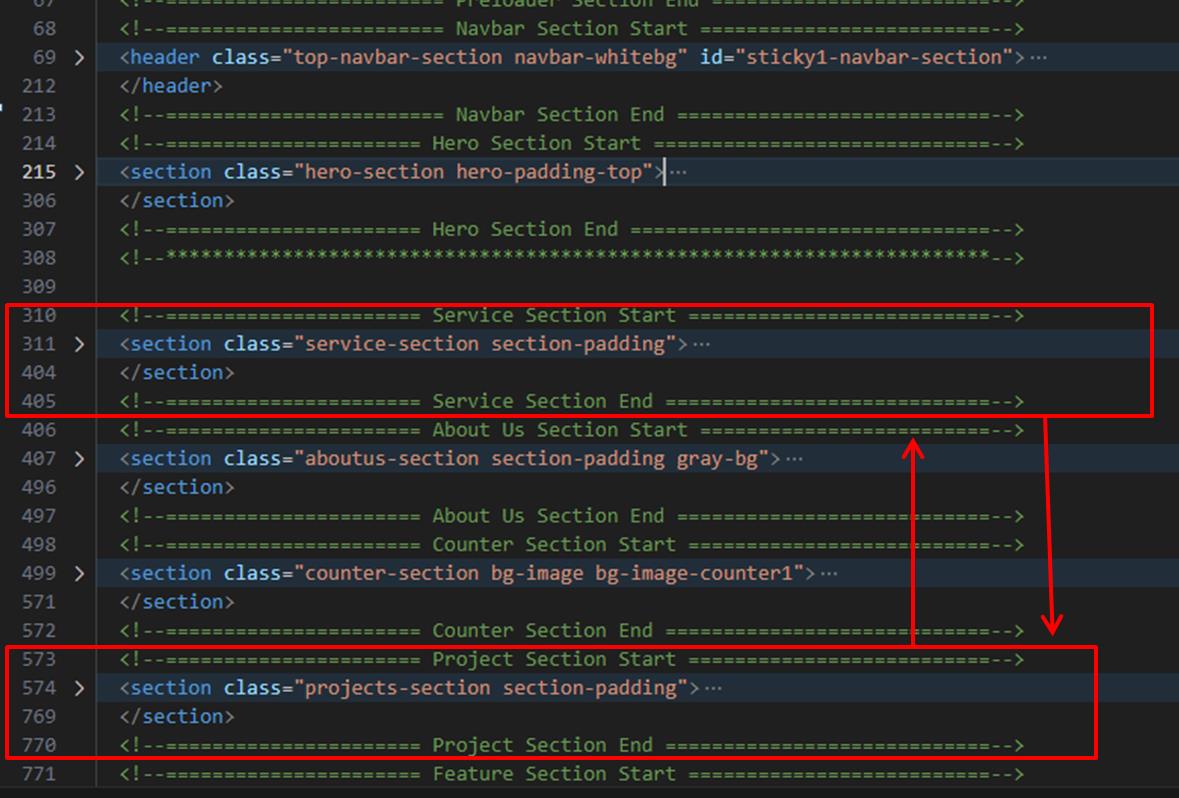 67 <!--======================== Preloader Section End ========================-->
68 <!--======================== Navbar Section Start =========================-->
69 > <header class="top-navbar-section navbar-whitebg" id="sticky1-navbar-section">···
212 </header>
213 <!--======================== Navbar Section End ===========================-->
214 <!--====================== Hero Section Start =============================-->
215 > <section class="hero-section hero-padding-top">···
306 </section>
307 <!--====================== Hero Section End ===============================-->
308 <!--***********************************************************************-->
309
310 <!--====================== Service Section Start ==========================-->
311 > <section class="service-section section-padding">···
404 </section>
405 <!--====================== Service Section End ============================-->
406 <!--====================== About Us Section Start =========================-->
407 > <section class="aboutus-section section-padding gray-bg">···
496 </section>
497 <!--====================== About Us Section End ===========================-->
498 <!--====================== Counter Section Start ==========================-->
499 > <section class="counter-section bg-image bg-image-counter1">···
571 </section>
572 <!--====================== Counter Section End ============================-->
573 <!--====================== Project Section Start ==========================-->
574 > <section class="projects-section section-padding">···
769 </section>
770 <!--====================== Project Section End ============================-->
771 <!--====================== Feature Section Start ==========================-->